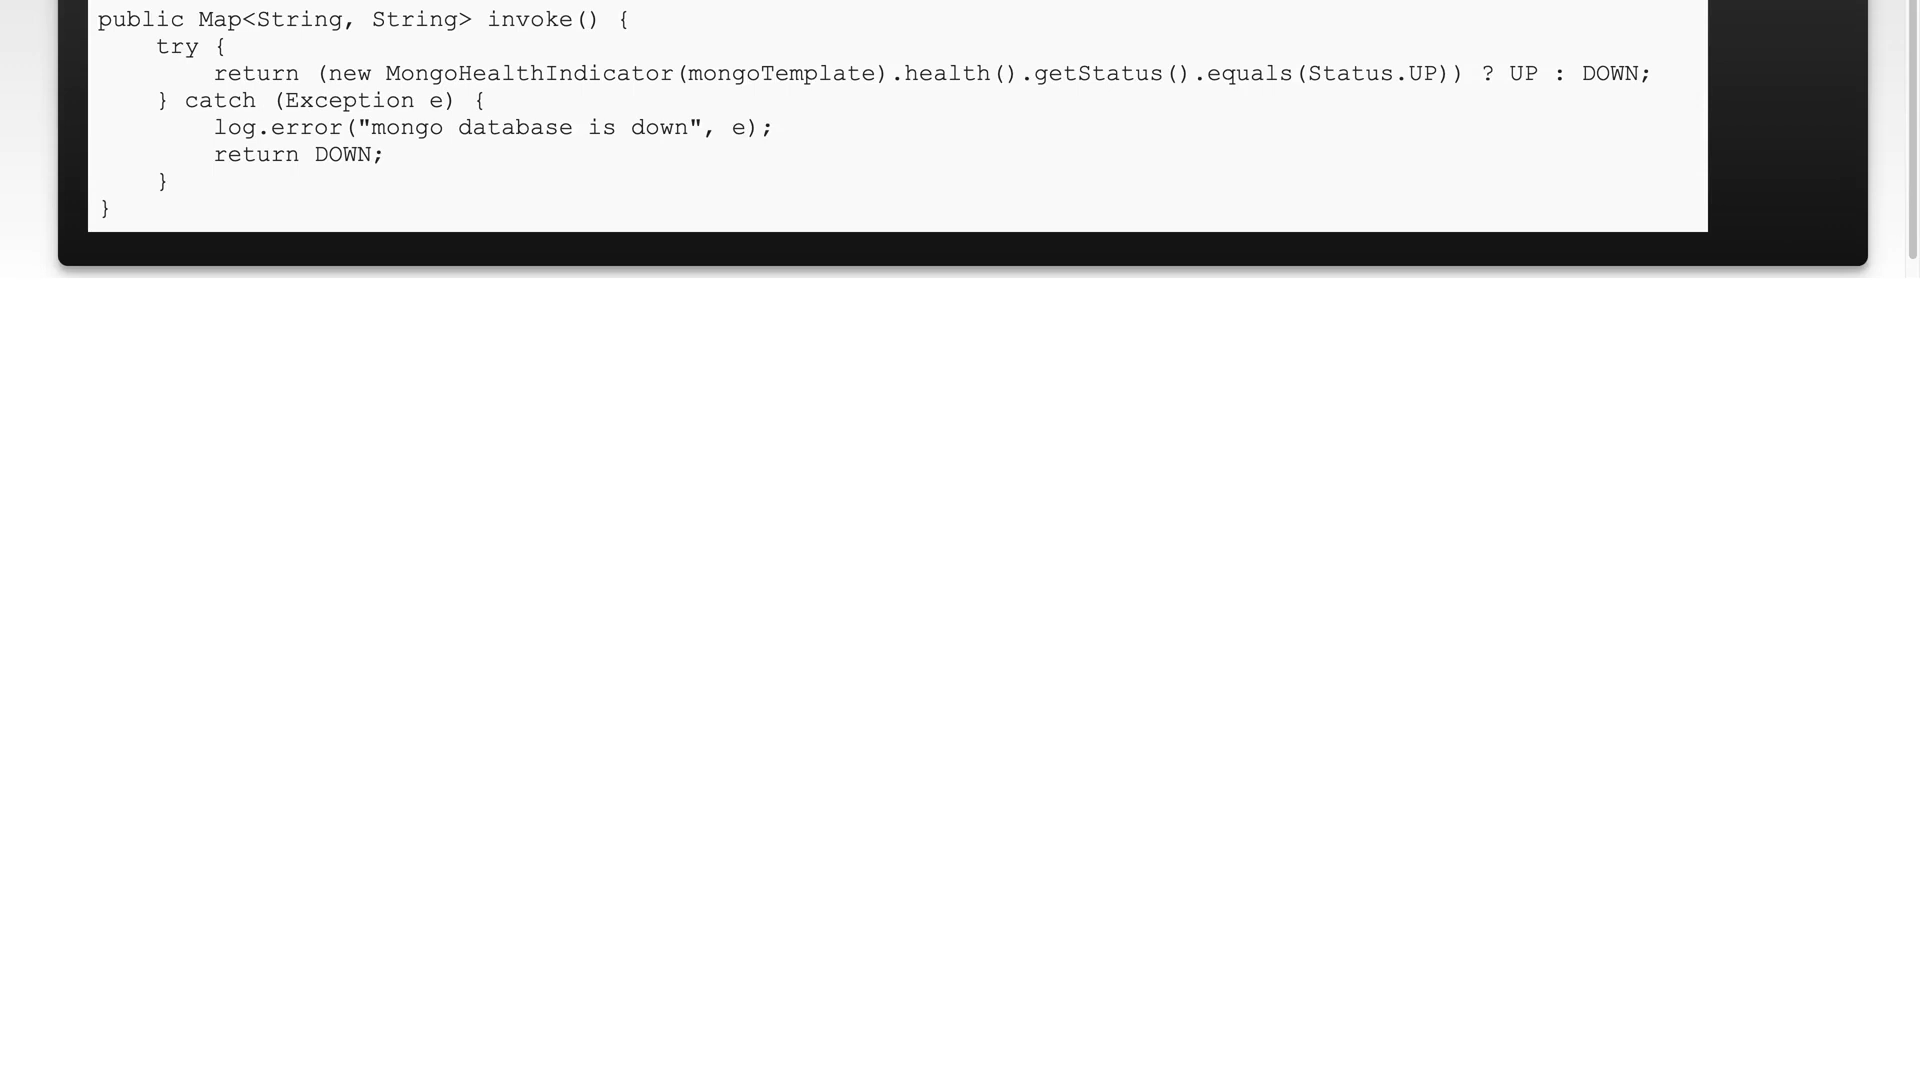 public Map<String, String> invoke() {
    try {
        return (new MongoHealthIndicator(mongoTemplate).health().getStatus().equals(Status.UP)) ? UP : DOWN;
    } catch (Exception e) {
        log.error("mongo database is down", e);
        return DOWN;
    }
}